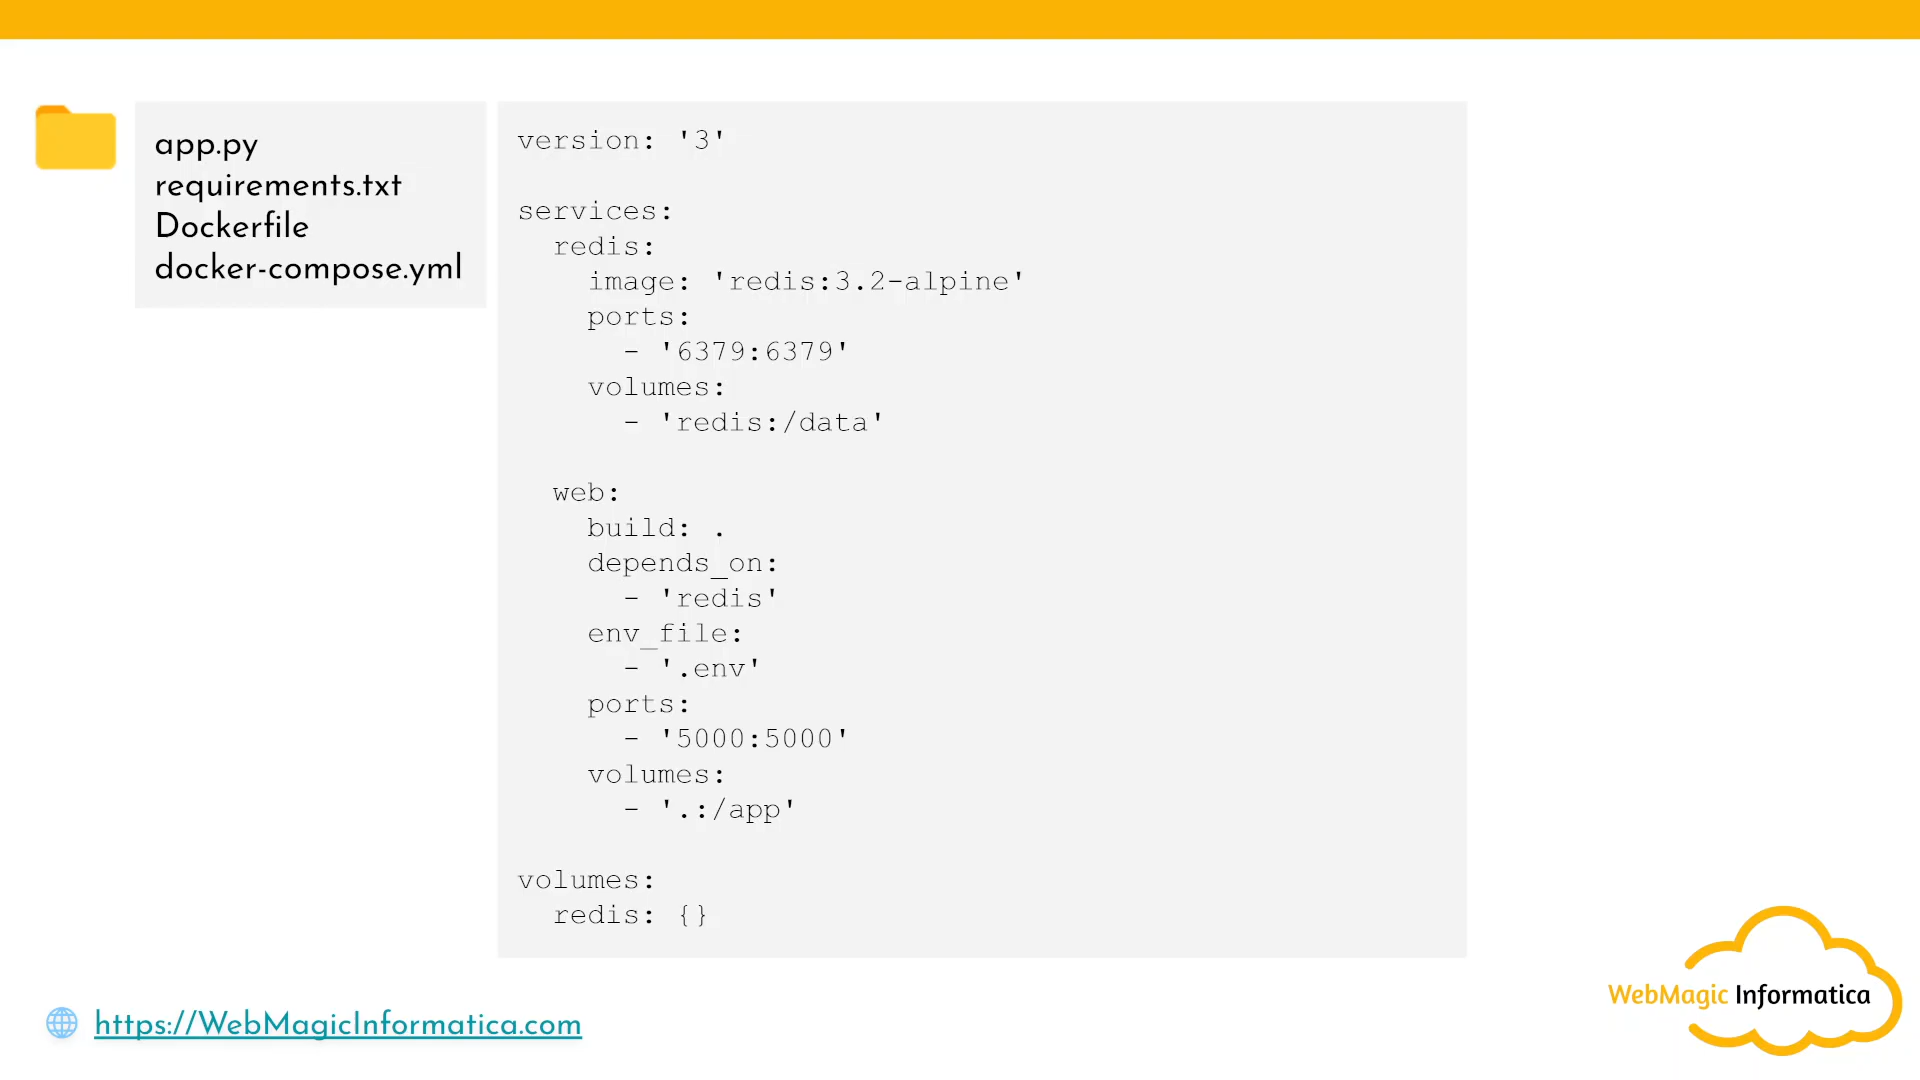 app.py
requirements.txt
Dockerfile
docker-compose.yml
version: '3'

services:
  redis:
    image: 'redis:3.2-alpine'
    ports:
      - '6379:6379'
    volumes:
      - 'redis:/data'

  web:
    build: .
    depends_on:
      - 'redis'
    env_file:
      - '.env'
    ports:
      - '5000:5000'
    volumes:
      - '.:/app'

volumes:
  redis: {}
https://WebMagicInformatica.com
WebMagic Informatica